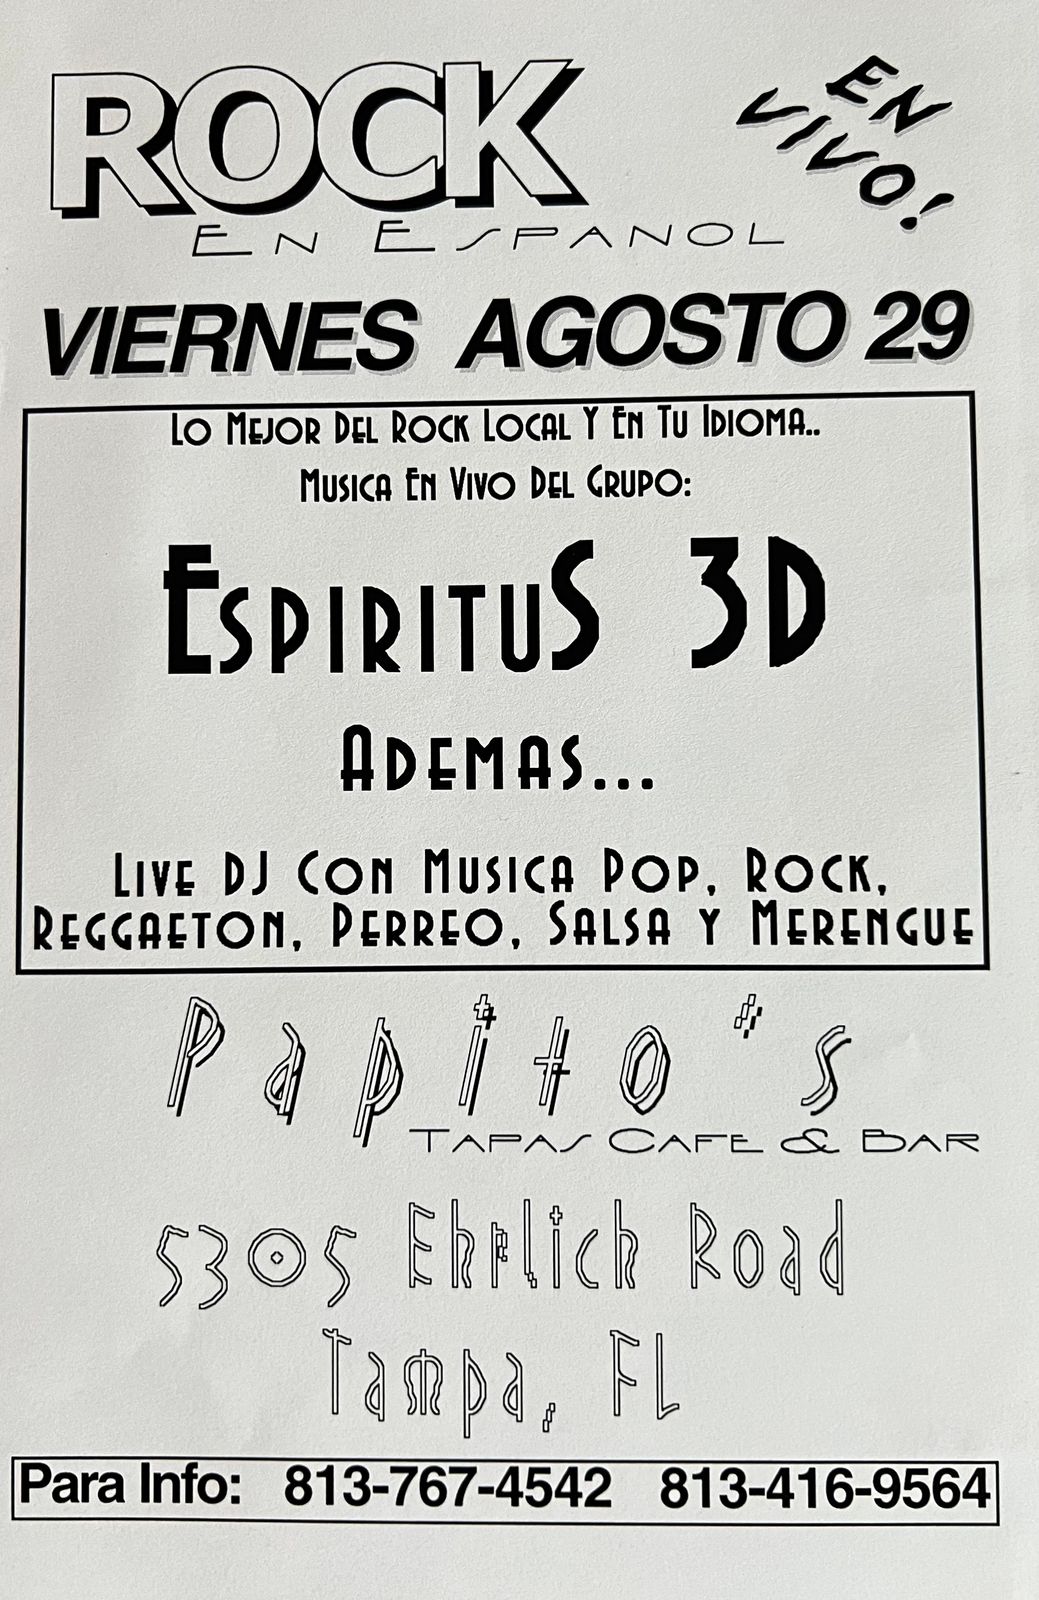 ROCK
EN ESPANOL
EN
VIVO!
VIERNES AGOSTO 29
LO MEJOR DEL ROCK LOCAL Y EN TU IDIOMA..
MUSICA EN VIVO DEL GRUPO:
ESPIRITUS 3D
ADEMAS...
LIVE DJ CON MUSICA POP, ROCK,
REGGAETON, PERREO, SALSA Y MERENGUE
Papito's
TAPAS CAFE & BAR
5305 Ehrlich Road
Tampa, FL
Para Info: 813-767-4542 813-416-9564